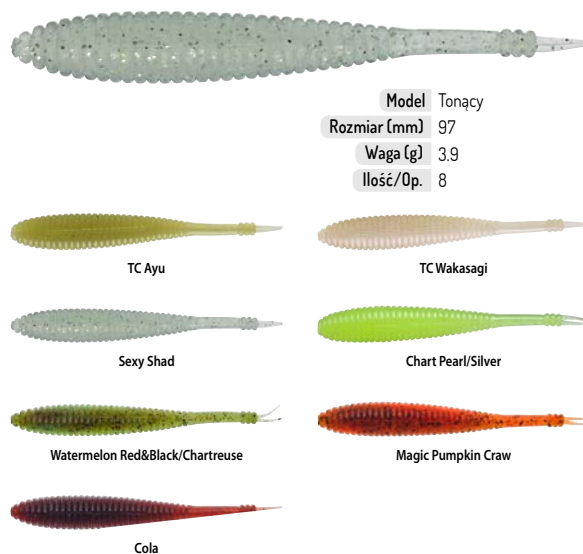 Model Tonący
Rozmiar (mm) 97
Waga (g) 3.9
Ilość/Op. 8
TC Ayu
TC Wakasagi
Sexy Shad
Chart Pearl/Silver
Watermelon Red&Black/Chartreuse
Magic Pumpkin Craw
Cola